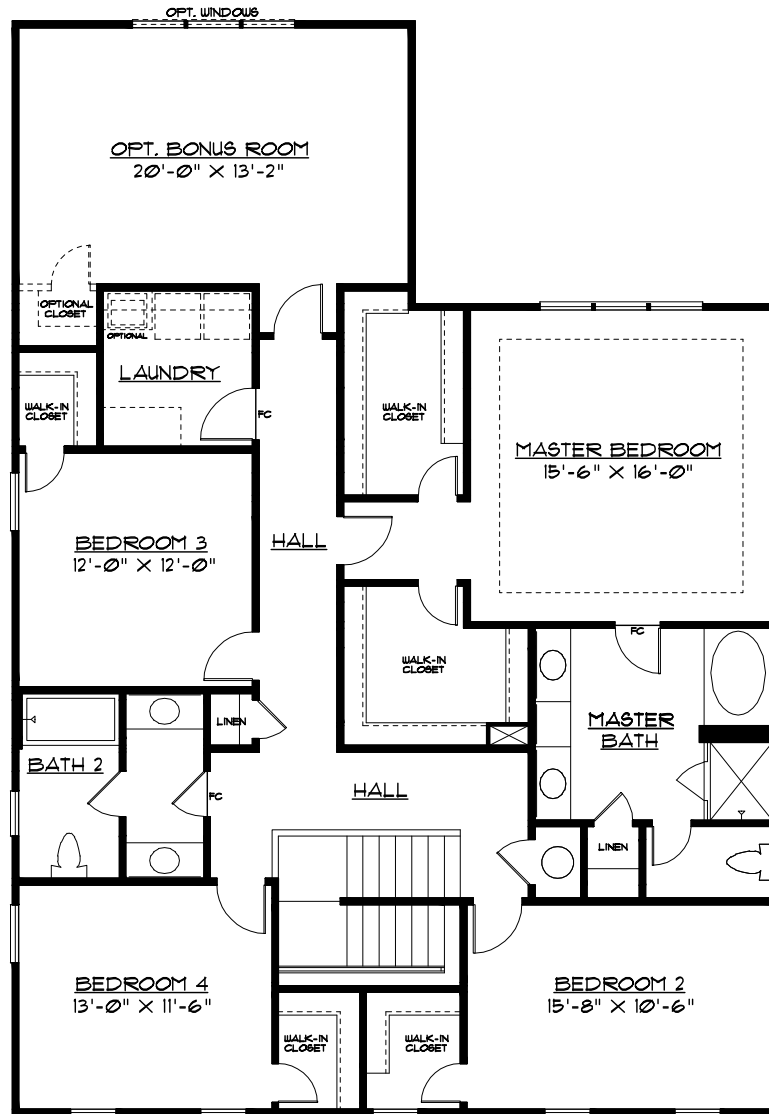 OPT. WINDOWS
OPT. BONUS ROOM
20'-0" X 13'-2"
OPTIONAL
CLOSET
OPTIONAL
LAUNDRY
WALK-IN
CLOSET
FC
WALK-IN
CLOSET
MASTER BEDROOM
15'-6" X 16'-0"
BEDROOM 3
12'-0" X 12'-0"
HALL
WALK-IN
CLOSET
FC
LINEN
MASTER
BATH
BATH 2
FC
HALL
LINEN
BEDROOM 4
13'-0" X 11'-6"
BEDROOM 2
15'-8" X 10'-6"
WALK-IN
CLOSET
WALK-IN
CLOSET